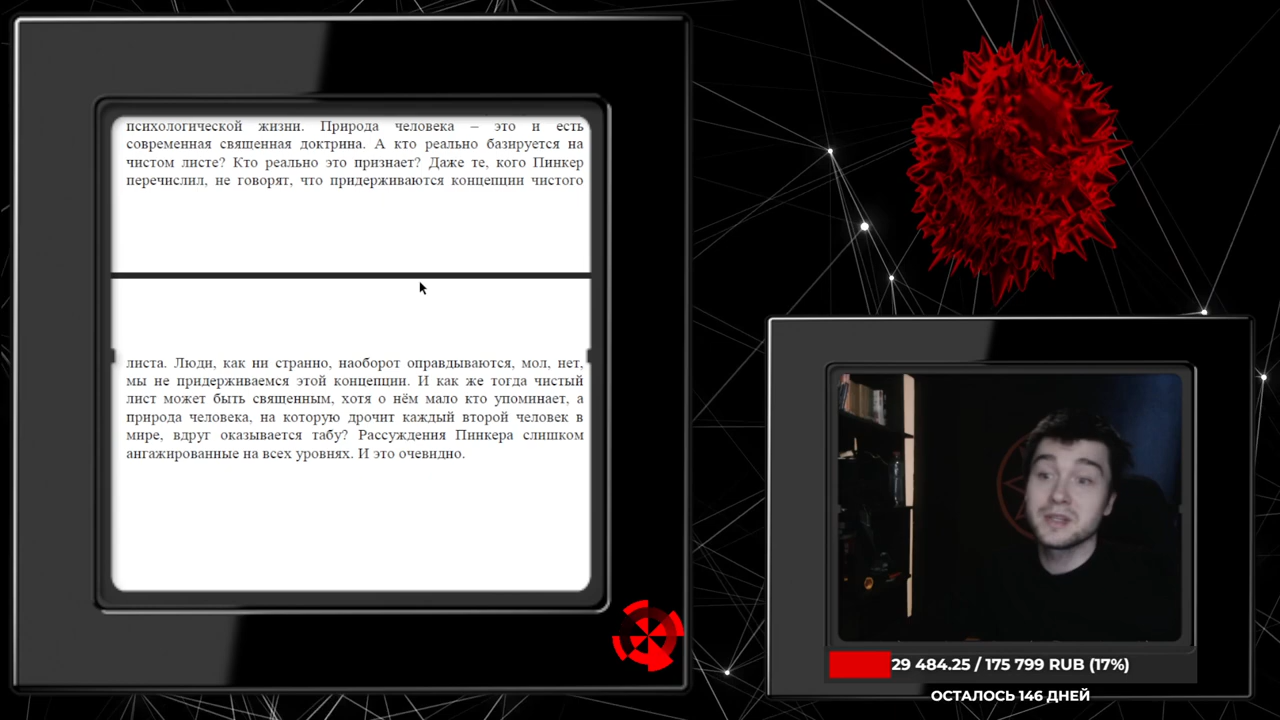 психологической жизни. Природа человека – это и есть
современная священная доктрина. А кто реально базируется на
чистом листе? Кто реально это признает? Даже те, кого Пинкер
перечислил, не говорят, что придерживаются концепции чистого
листа. Люди, как ни странно, наоборот оправдываются, мол, нет,
мы не придерживаемся этой концепции. И как же тогда чистый
лист может быть священным, хотя о нём мало кто упоминает, а
природа человека, на которую дрочит каждый второй человек в
мире, вдруг оказывается табу? Рассуждения Пинкера слишком
ангажированные на всех уровнях. И это очевидно.
29 484.25 / 175 799 RUB (17%)
ОСТАЛОСЬ 146 ДНЕЙ